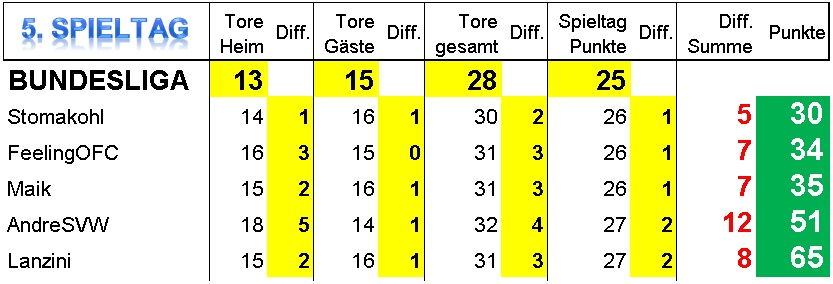 5. SPIELTAG Tore Heim Diff. Tore Gäste Diff. Tore gesamt Diff. Spieltag Punkte Diff. Diff. Summe Punkte
BUNDESLIGA 13 15 28 25
Stomakohl 14 1 16 1 30 2 26 1 5 30
FeelingOFC 16 3 15 0 31 3 26 1 7 34
Maik 15 2 16 1 31 3 26 1 7 35
AndreSVW 18 5 14 1 32 4 27 2 12 51
Lanzini 15 2 16 1 31 3 27 2 8 65